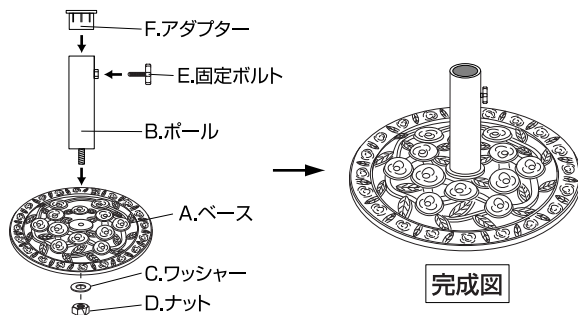 F.アダプター
E.固定ボルト
B.ポール
A.ベース
C.ワッシャー
D.ナット
完成図